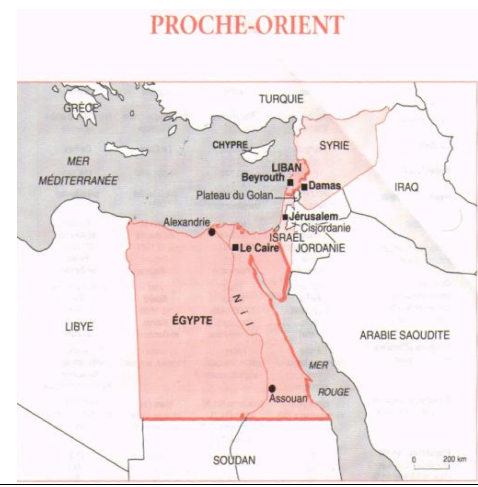 PROCHE-ORIENT
TURQUIE
GRÈCE
CHYPRE
SYRIE
MER
MÉDITERRANÉE
LIBAN
Beyrouth
Damas
IRAQ
Plateau du Golan
Jérusalem
Alexandrie
Cisjordanie
ISRAËL
Le Caire
JORDANIE
NIL
LIBYE
ÉGYPTE
ARABIE SAOUDITE
MER
ROUGE
Assouan
SOUDAN
0 200 km